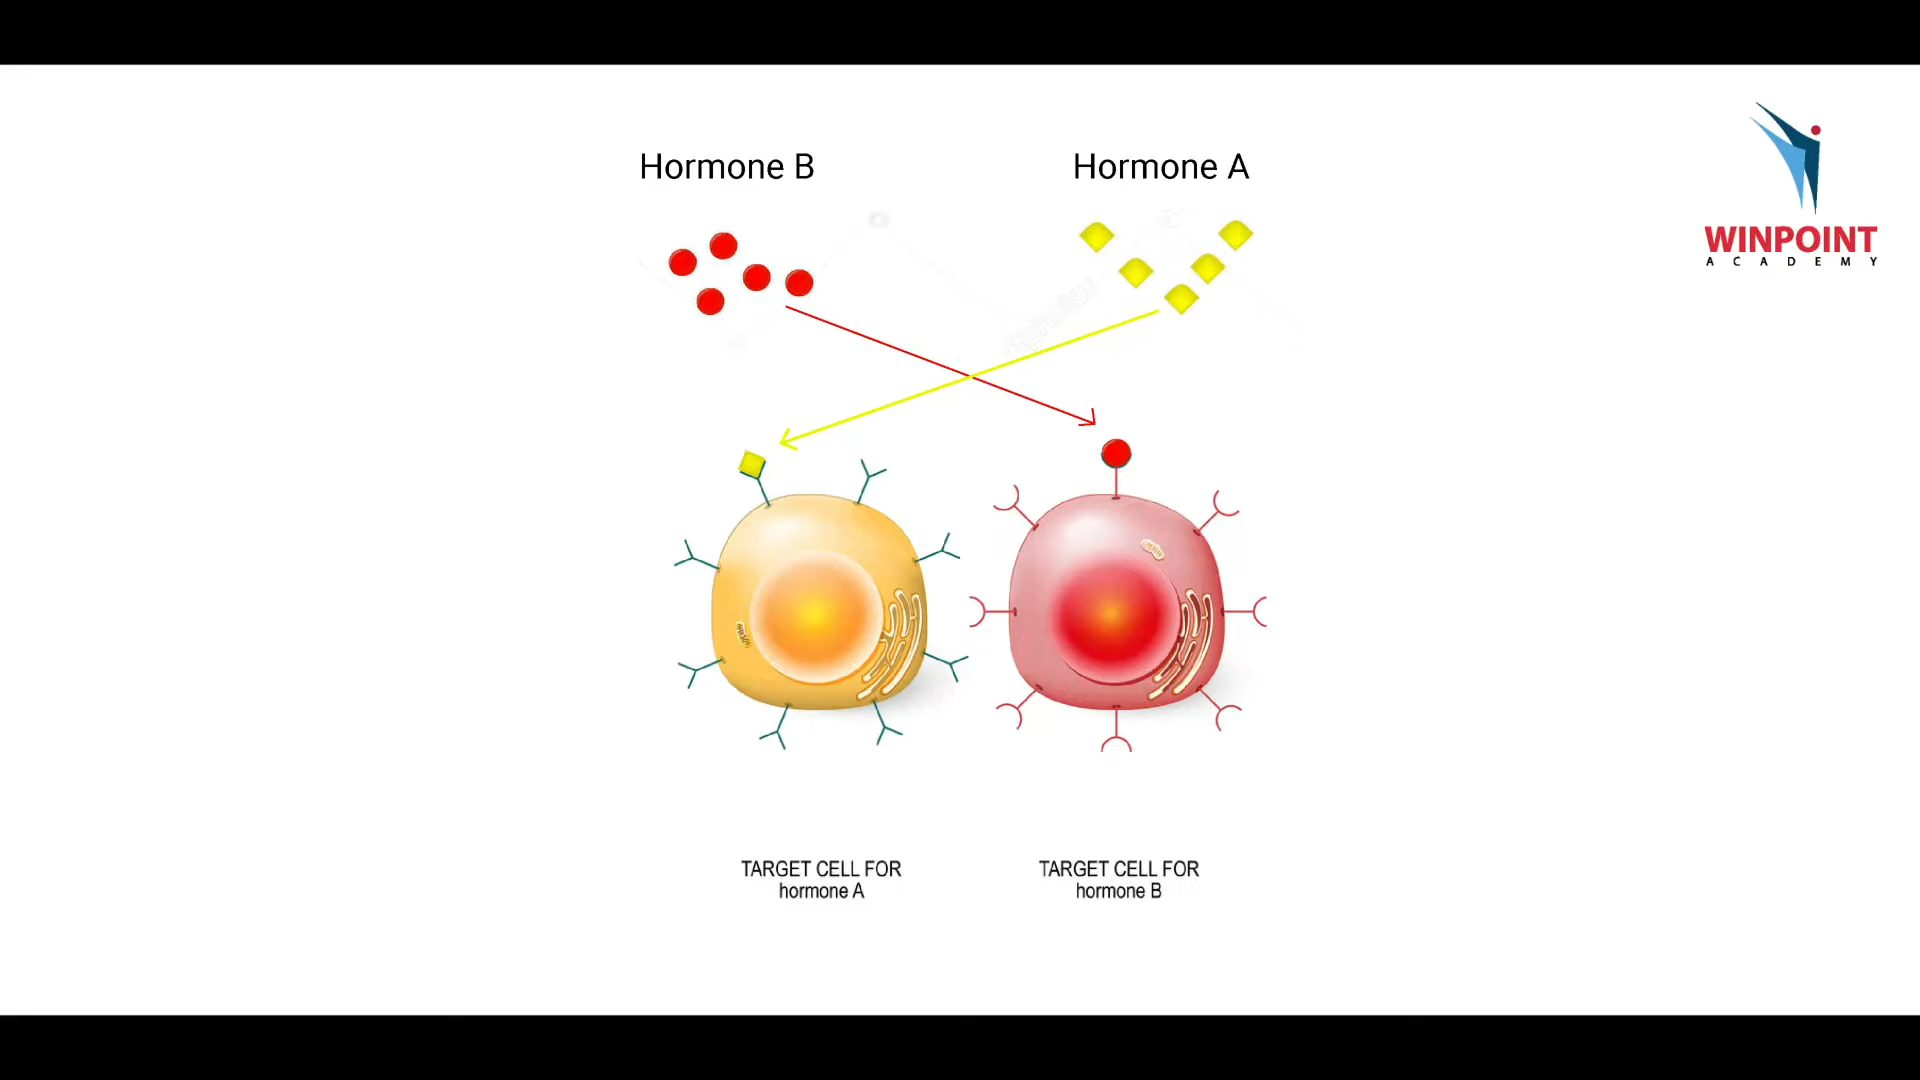 Hormone B
Hormone A
WINPOINT
ACADEMY
TARGET CELL FOR
hormone A
TARGET CELL FOR
hormone B